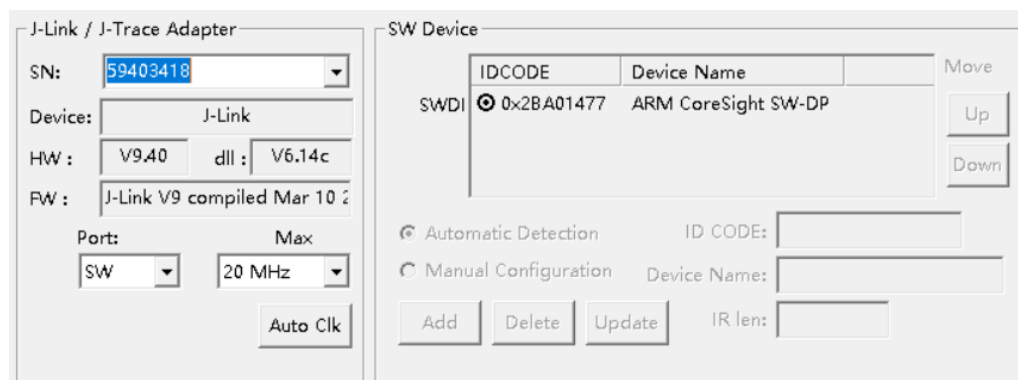 J-Link / J-Trace Adapter
SN: 59403418
Device: J-Link
HW : V9.40 dll : V6.14c
FW : J-Link V9 compiled Mar 10 2
Port: Max
SW 20 MHz
Auto Clk
SW Device
IDCODE Device Name
SWDI 0x2BA01477 ARM CoreSight SW-DP
Move
Up
Down
Automatic Detection ID CODE:
Manual Configuration Device Name:
Add Delete Update IR len: